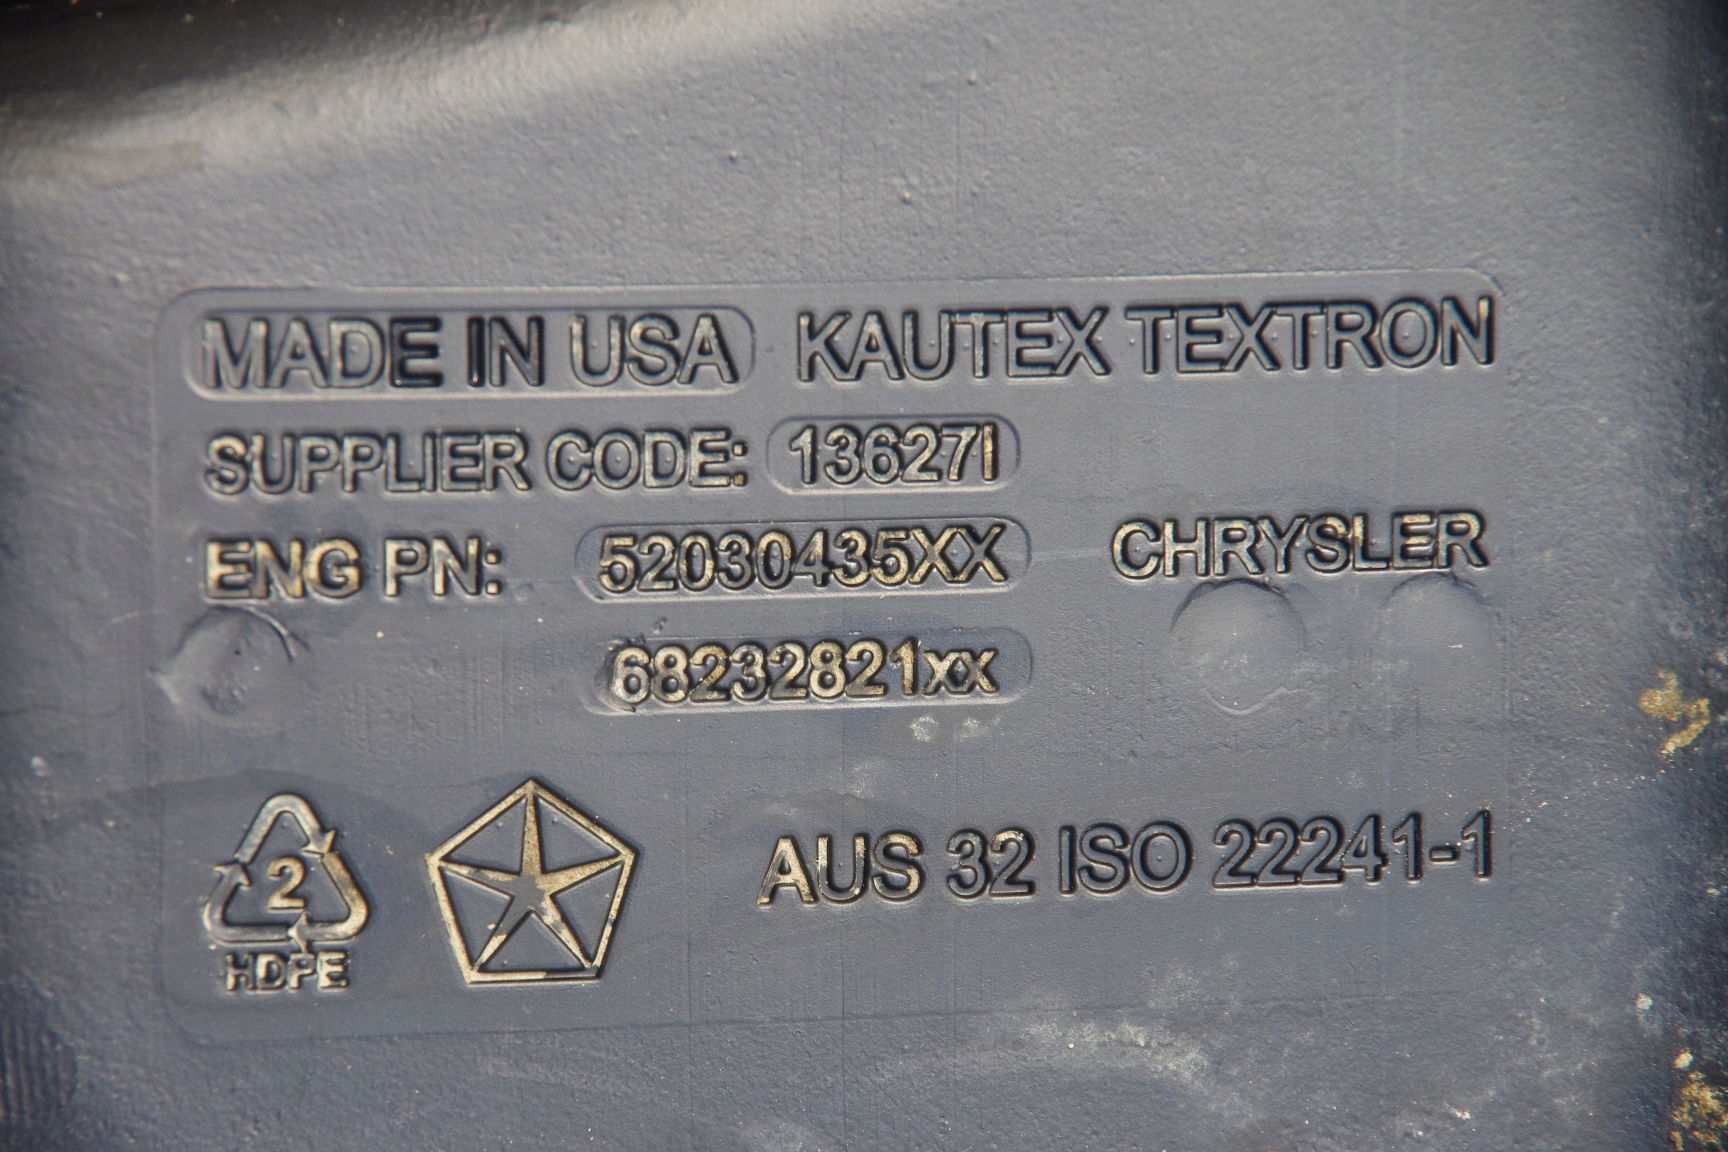 MADE IN USA KAUTEX TEXTRON
SUPPLIER CODE: 13627I
ENG PN: 52030435XX CHRYSLER
68232821xx
2
HDPE
AUS 32 ISO 22241-1